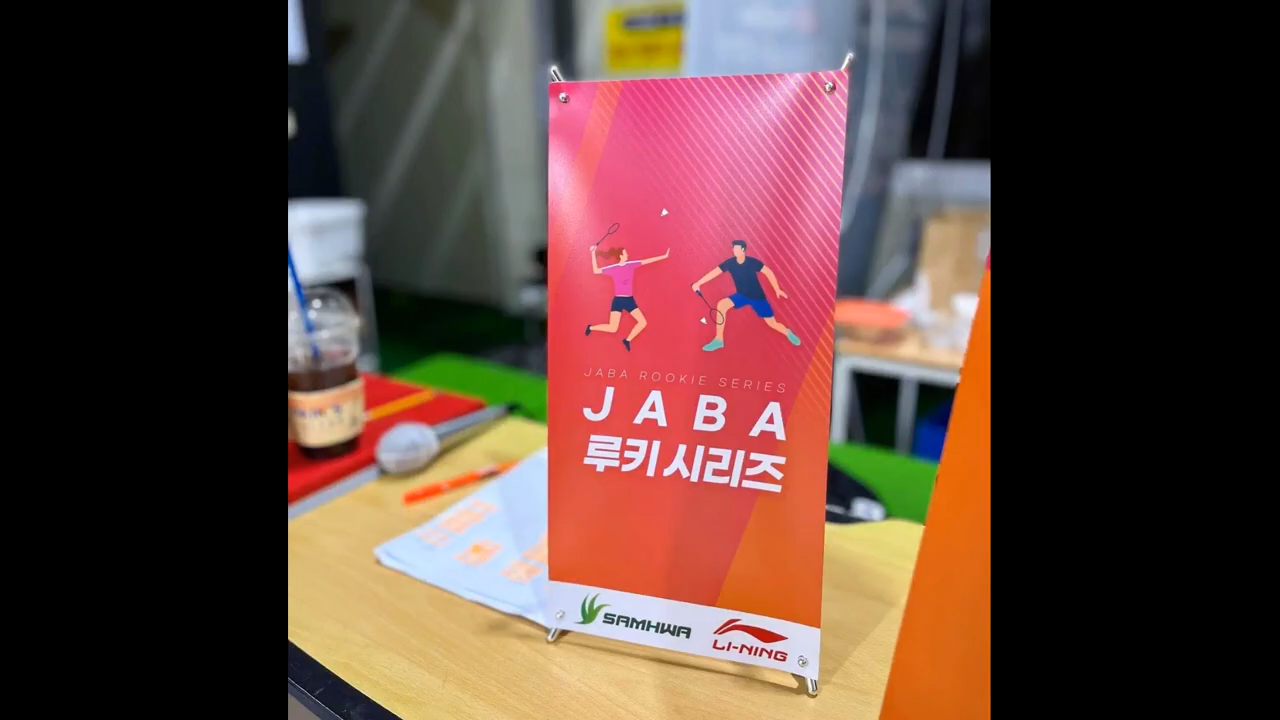 JABA ROOKIE SERIES
JABA
루키 시리즈
SAMHWA
LI-NING